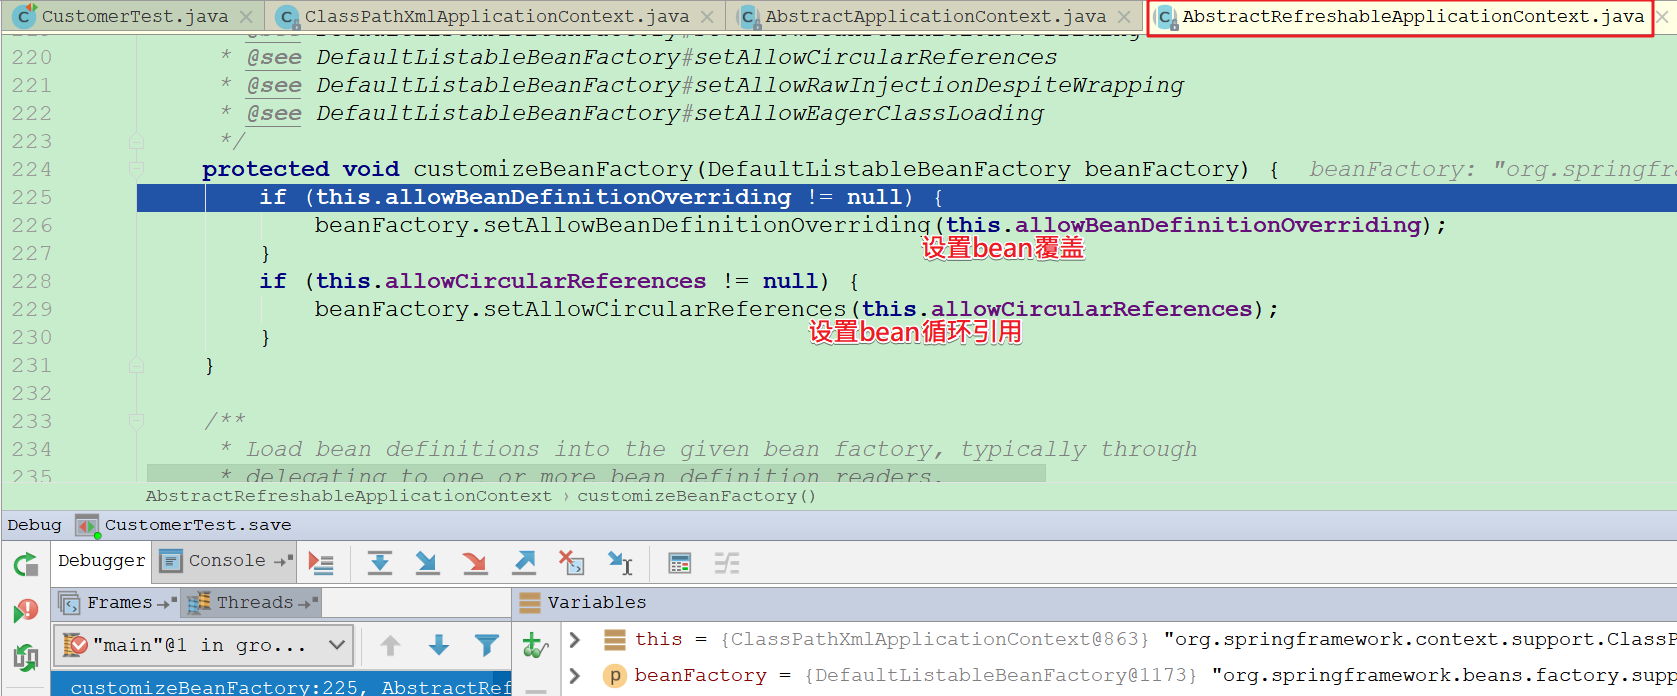 CustomerTest.java ClassPathXmlApplicationContext.java AbstractApplicationContext.java AbstractRefreshableApplicationContext.java
220 * @see DefaultListableBeanFactory#setAllowCircularReferences
221 * @see DefaultListableBeanFactory#setAllowRawInjectionDespiteWrapping
222 * @see DefaultListableBeanFactory#setAllowEagerClassLoading
223 */
224 protected void customizeBeanFactory(DefaultListableBeanFactory beanFactory) { beanFactory: "org.springfra
225 if (this.allowBeanDefinitionOverriding != null) {
226 beanFactory.setAllowBeanDefinitionOverriding(this.allowBeanDefinitionOverriding);
设置bean覆盖
227 }
228 if (this.allowCircularReferences != null) {
229 beanFactory.setAllowCircularReferences(this.allowCircularReferences);
设置bean循环引用
230 }
231 }
232
233 /**
234 * Load bean definitions into the given bean factory, typically through
235 * delegating to one or more bean definition readers.
AbstractRefreshableApplicationContext › customizeBeanFactory()
Debug CustomerTest.save
Debugger Console
Frames Threads Variables
"main"@1 in gro...
this = {ClassPathXmlApplicationContext@863} "org.springframework.context.support.ClassP
beanFactory = {DefaultListableBeanFactory@1173} "org.springframework.beans.factory.supp
customizeBeanFactory:225, AbstractRef